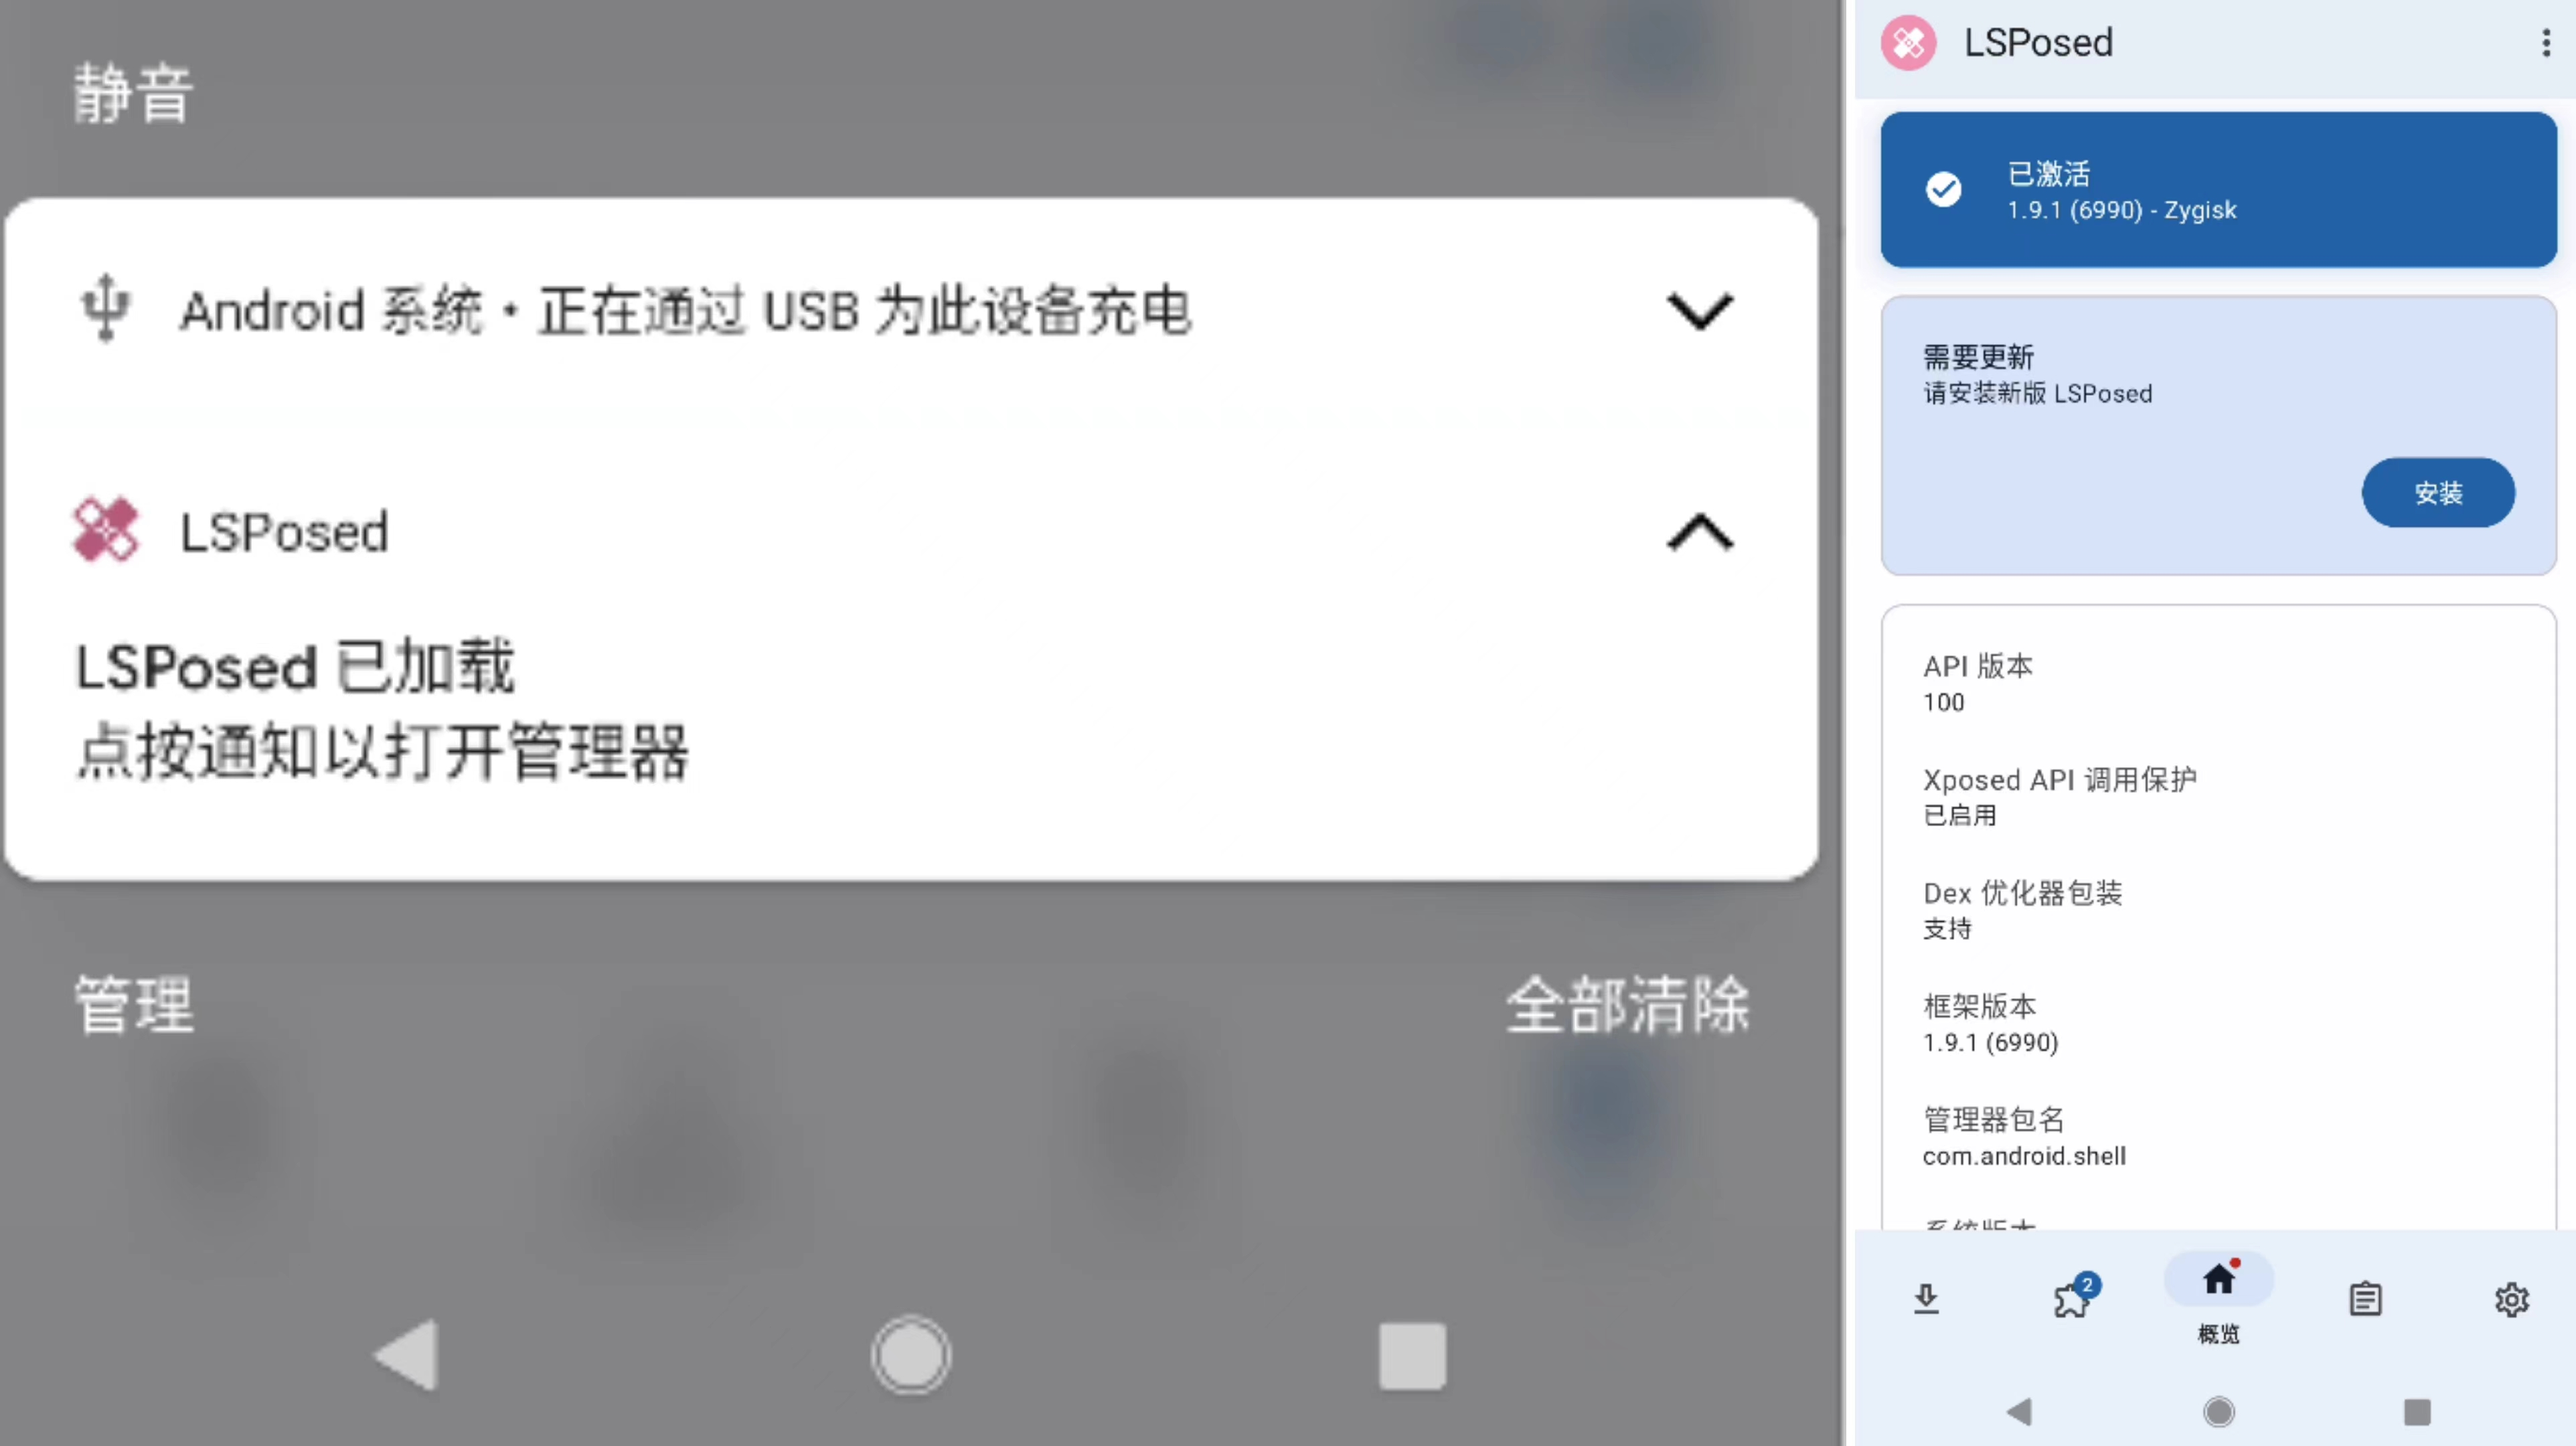 静音
Android 系统 • 正在通过 USB 为此设备充电
LSPosed
LSPosed 已加载
点按通知以打开管理器
管理
全部清除
LSPosed
已激活
1.9.1 (6990) - Zygisk
需要更新
请安装新版 LSPosed
安装
API 版本
100
Xposed API 调用保护
已启用
Dex 优化器包装
支持
框架版本
1.9.1 (6990)
管理器包名
com.android.shell
系统版本
2
概览